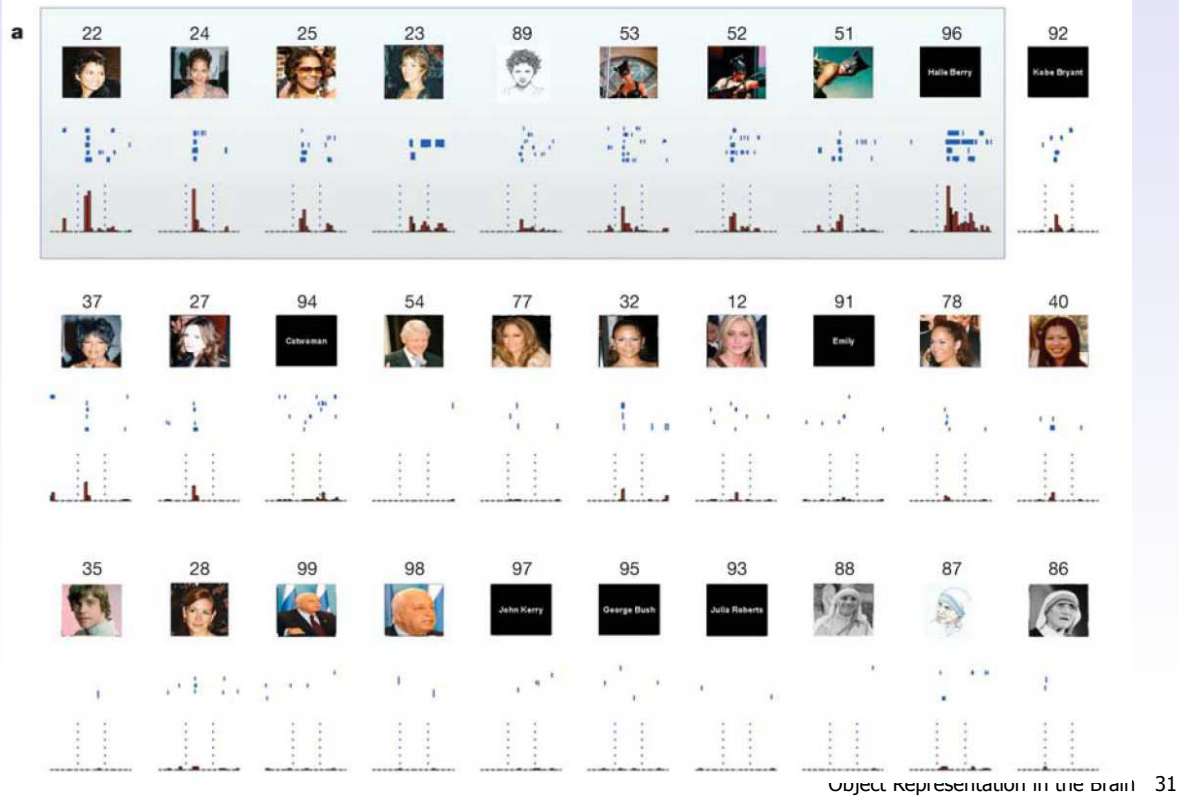 a
22 24 25 23 89 53 52 51 96 92
Halle Berry
Kobe Bryant
37 27 94 54 77 32 12 91 78 40
Catwoman
Emily
35 28 99 98 97 95 93 88 87 86
John Kerry
George Bush
Julia Roberts
Object Representation in the Brain 31